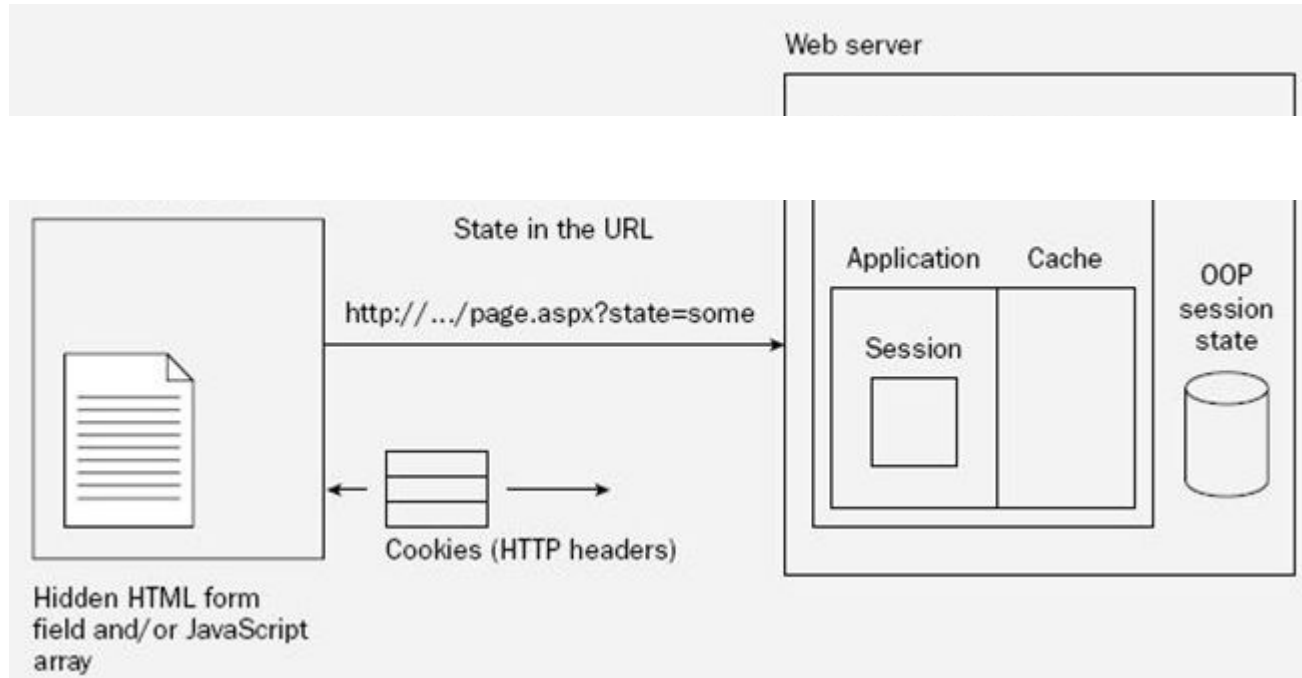 Web server
State in the URL
http://.../page.aspx?state=some
Application
Cache
Session
OOP
session
state
Cookies (HTTP headers)
Hidden HTML form
field and/or JavaScript
array